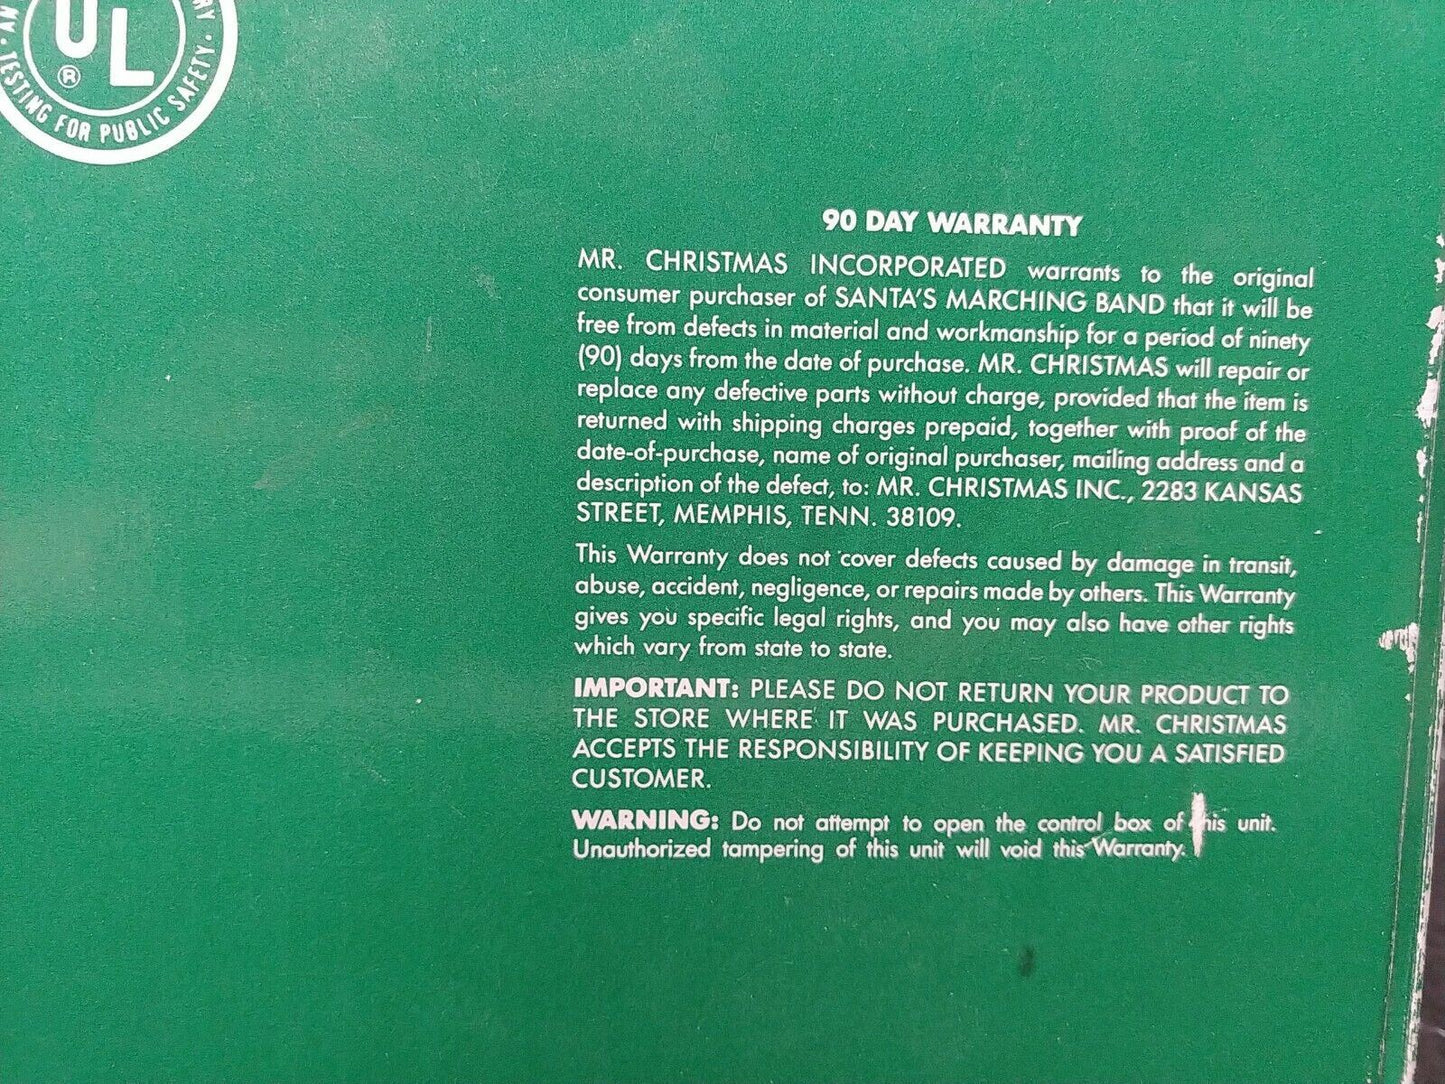 AN
RY
UL
®
· TESTING FOR PUBLIC SAFETY ·
90 DAY WARRANTY
MR. CHRISTMAS INCORPORATED warrants to the original
consumer purchaser of SANTA'S MARCHING BAND that it will be
free from defects in material and workmanship for a period of ninety
(90) days from the date of purchase. MR. CHRISTMAS will repair or
replace any defective parts without charge, provided that the item is
returned with shipping charges prepaid, together with proof of the
date-of-purchase, name of original purchaser, mailing address and a
description of the defect, to: MR. CHRISTMAS INC., 2283 KANSAS
STREET, MEMPHIS, TENN. 38109.
This Warranty does not cover defects caused by damage in transit,
abuse, accident, negligence, or repairs made by others. This Warranty
gives you specific legal rights, and you may also have other rights
which vary from state to state.
IMPORTANT: PLEASE DO NOT RETURN YOUR PRODUCT TO
THE STORE WHERE IT WAS PURCHASED. MR. CHRISTMAS
ACCEPTS THE RESPONSIBILITY OF KEEPING YOU A SATISFIED
CUSTOMER.
WARNING: Do not attempt to open the control box of this unit.
Unauthorized tampering of this unit will void this Warranty.